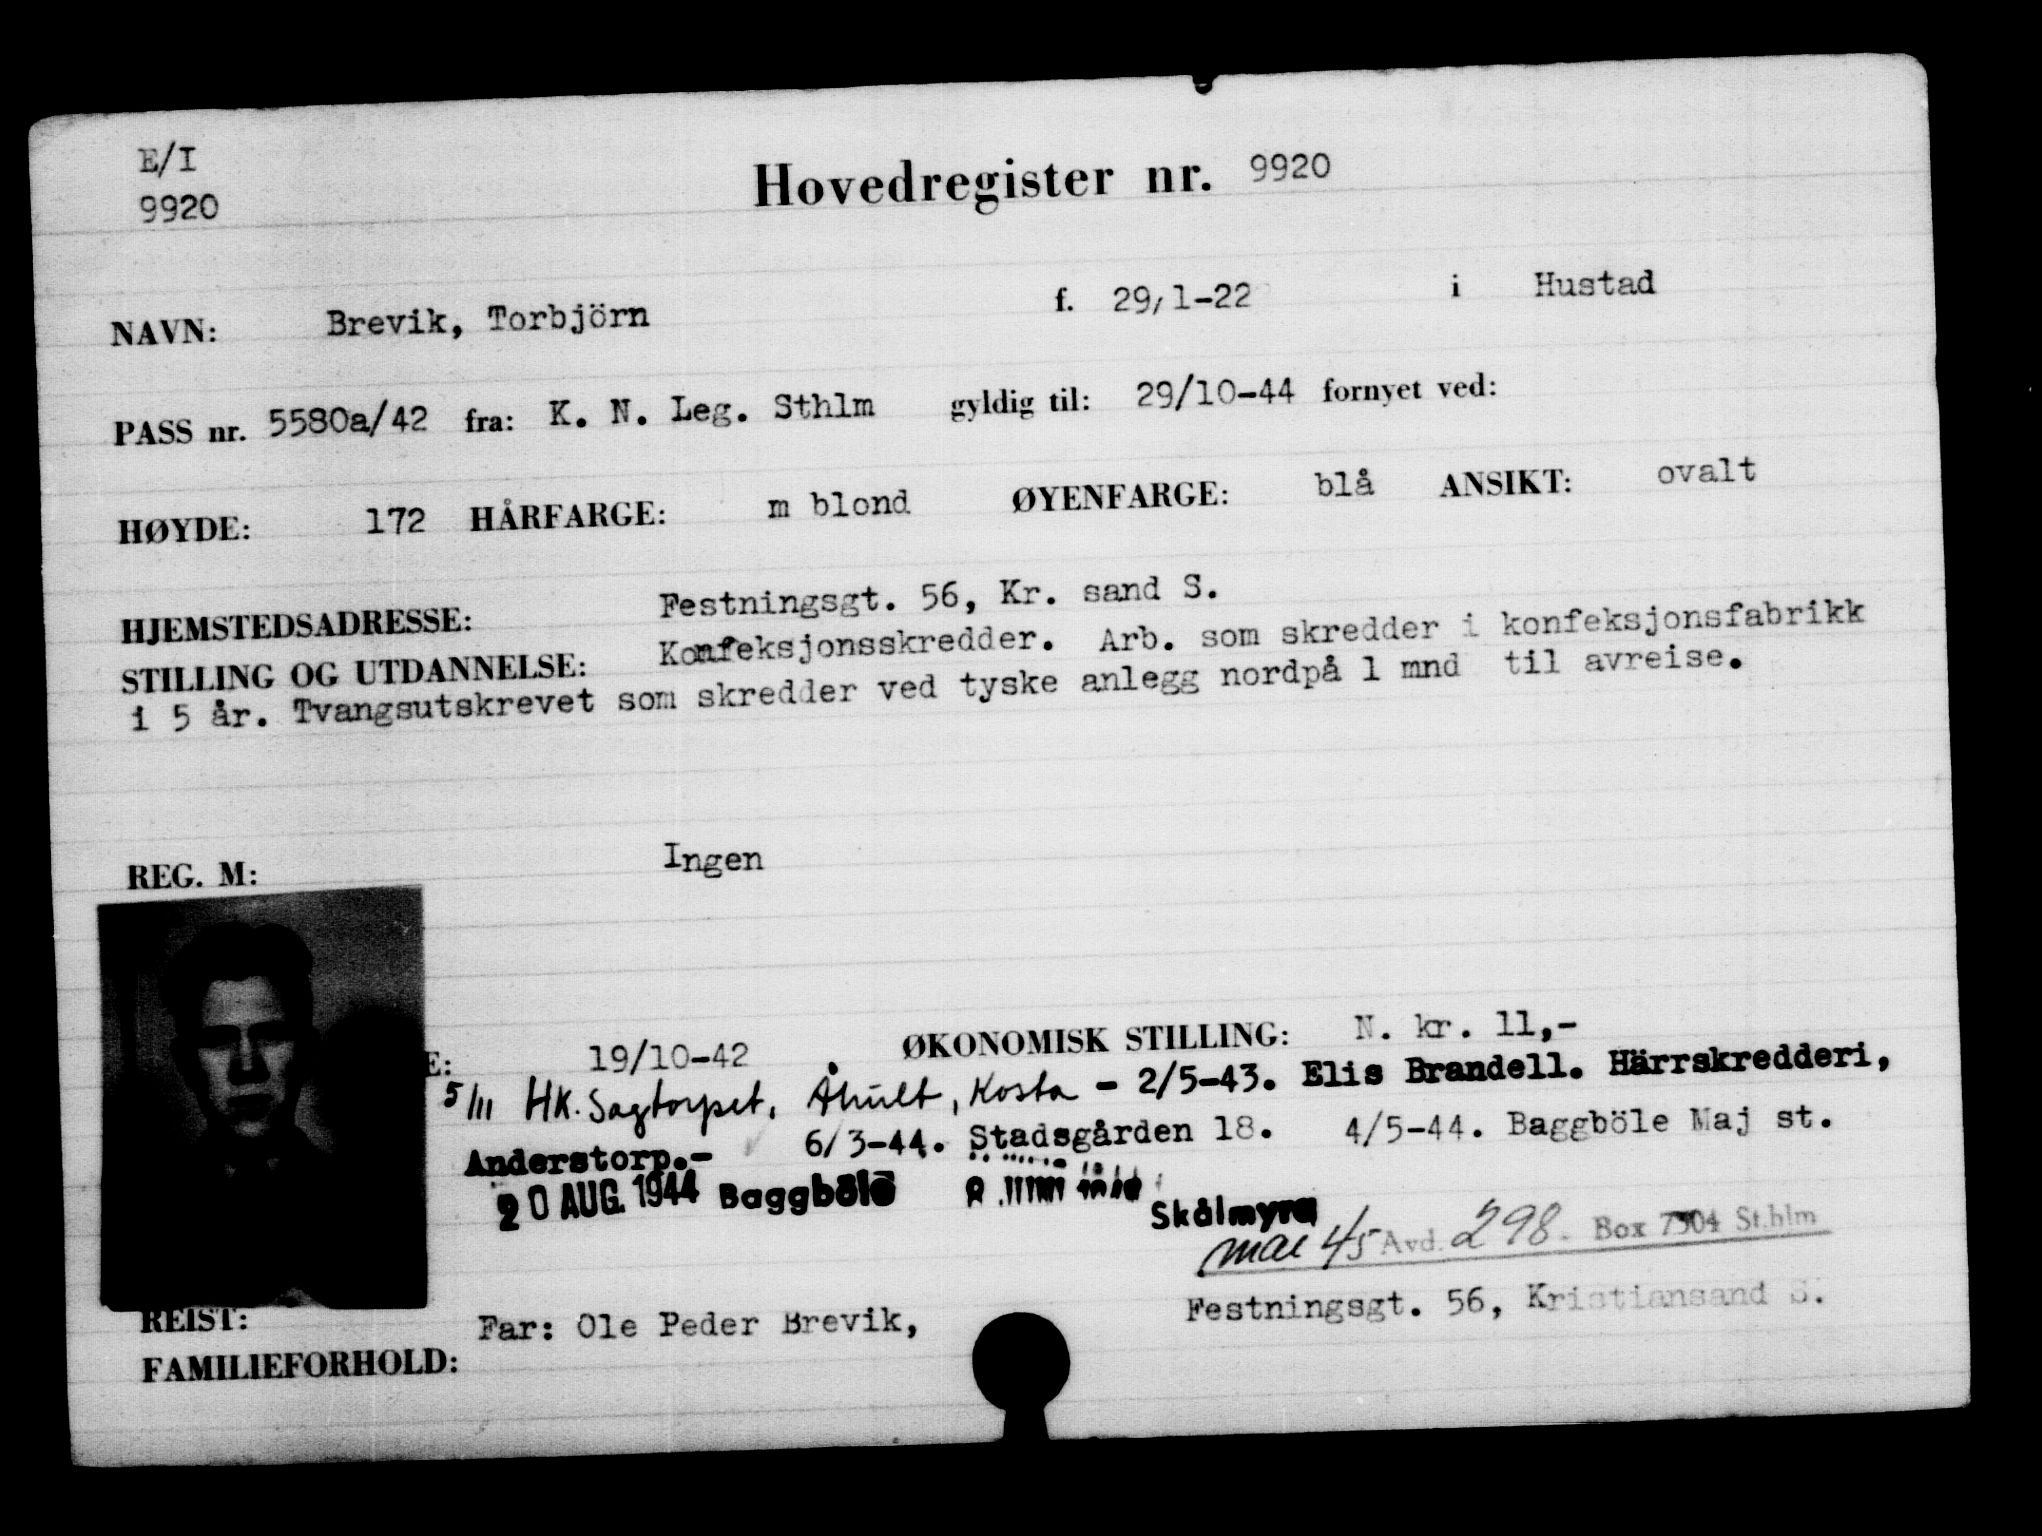 E/I
9920
Hovedregister nr. 9920
NAVN: Brevik, Torbjörn f. 29/1-22 i Hustad
PASS nr. 5580a/42 fra: K. N. Leg. Sthlm gyldig til: 29/10-44 fornyet ved:
HØYDE: 172 HÅRFARGE: m blond ØYENFARGE: blå ANSIKT: ovalt
HJEMSTEDSADRESSE: Festningsgt. 56, Kr. sand S.
STILLING OG UTDANNELSE: Konfeksjonsskredder. Arb. som skredder i konfeksjonsfabrikk
i 5 år. Tvangsutskrevet som skredder ved tyske anlegg nordpå 1 mnd til avreise.
REG. M: Ingen
E: 19/10-42 ØKONOMISK STILLING: N. kr. 11,-
5/11 HK. Sagtorpet, Åhult, Kosta - 2/5-43. Elis Brandell. Härrskredderi,
Anderstorp.- 6/3-44. Stadsgården 18. 4/5-44. Baggböle Maj st.
20 AUG. 1944 Baggböle Skålmyra
mai 45 Avd. 298. Box 7304 St.hlm
REIST:
FAMILIEFORHOLD: Far: Ole Peder Brevik, Festningsgt. 56, Kristiansand S.